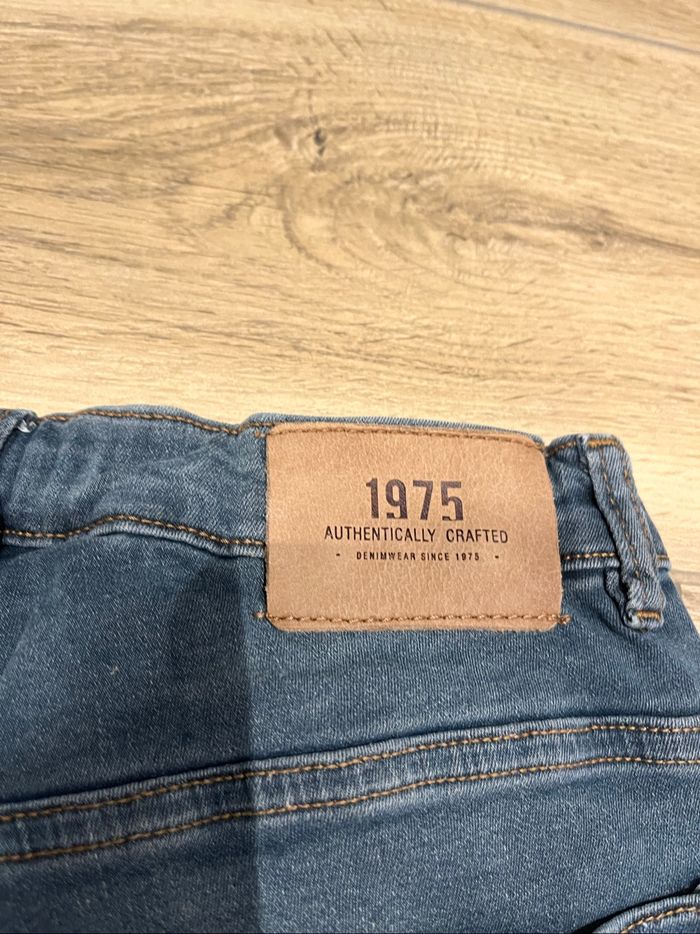 1975
AUTHENTICALLY CRAFTED
- DENIMWEAR SINCE 1975 -